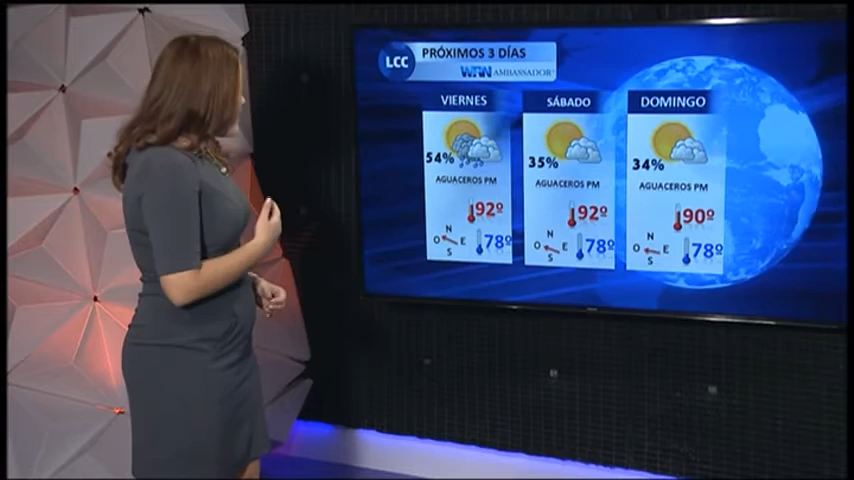 LCC
PRÓXIMOS 3 DÍAS
WRN AMBASSADOR
VIERNES
54%
AGUACEROS PM
92º
N
O E
S
78º
SÁBADO
35%
AGUACEROS PM
92º
N
O E
S
78º
DOMINGO
34%
AGUACEROS PM
90º
N
O E
S
78º